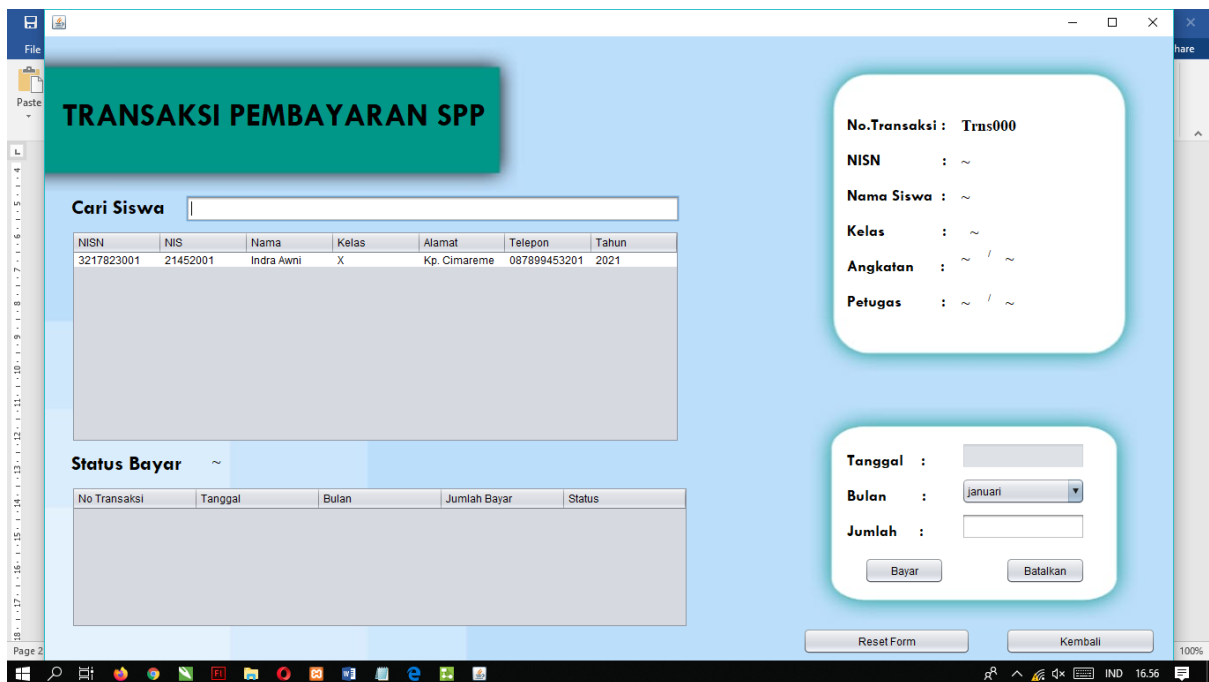 File
hare
Paste
TRANSAKSI PEMBAYARAN SPP
Cari Siswa
NISN NIS Nama Kelas Alamat Telepon Tahun
3217823001 21452001 Indra Awni X Kp. Cimareme 087899453201 2021
Status Bayar ~
No Transaksi Tanggal Bulan Jumlah Bayar Status
No.Transaksi : Trns000
NISN : ~
Nama Siswa : ~
Kelas : ~
Angkatan : ~ / ~
Petugas : ~ / ~
Tanggal :
Bulan : januari
Jumlah :
Bayar Batalkan
Reset Form Kembali
Page 2
100%
IND 16.56